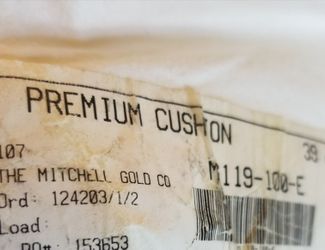 PREMIUM CUSHION
39
107
M119-100-E
THE MITCHELL GOLD CO
Ord: 124203/1/2
Load:
PO#: 153653